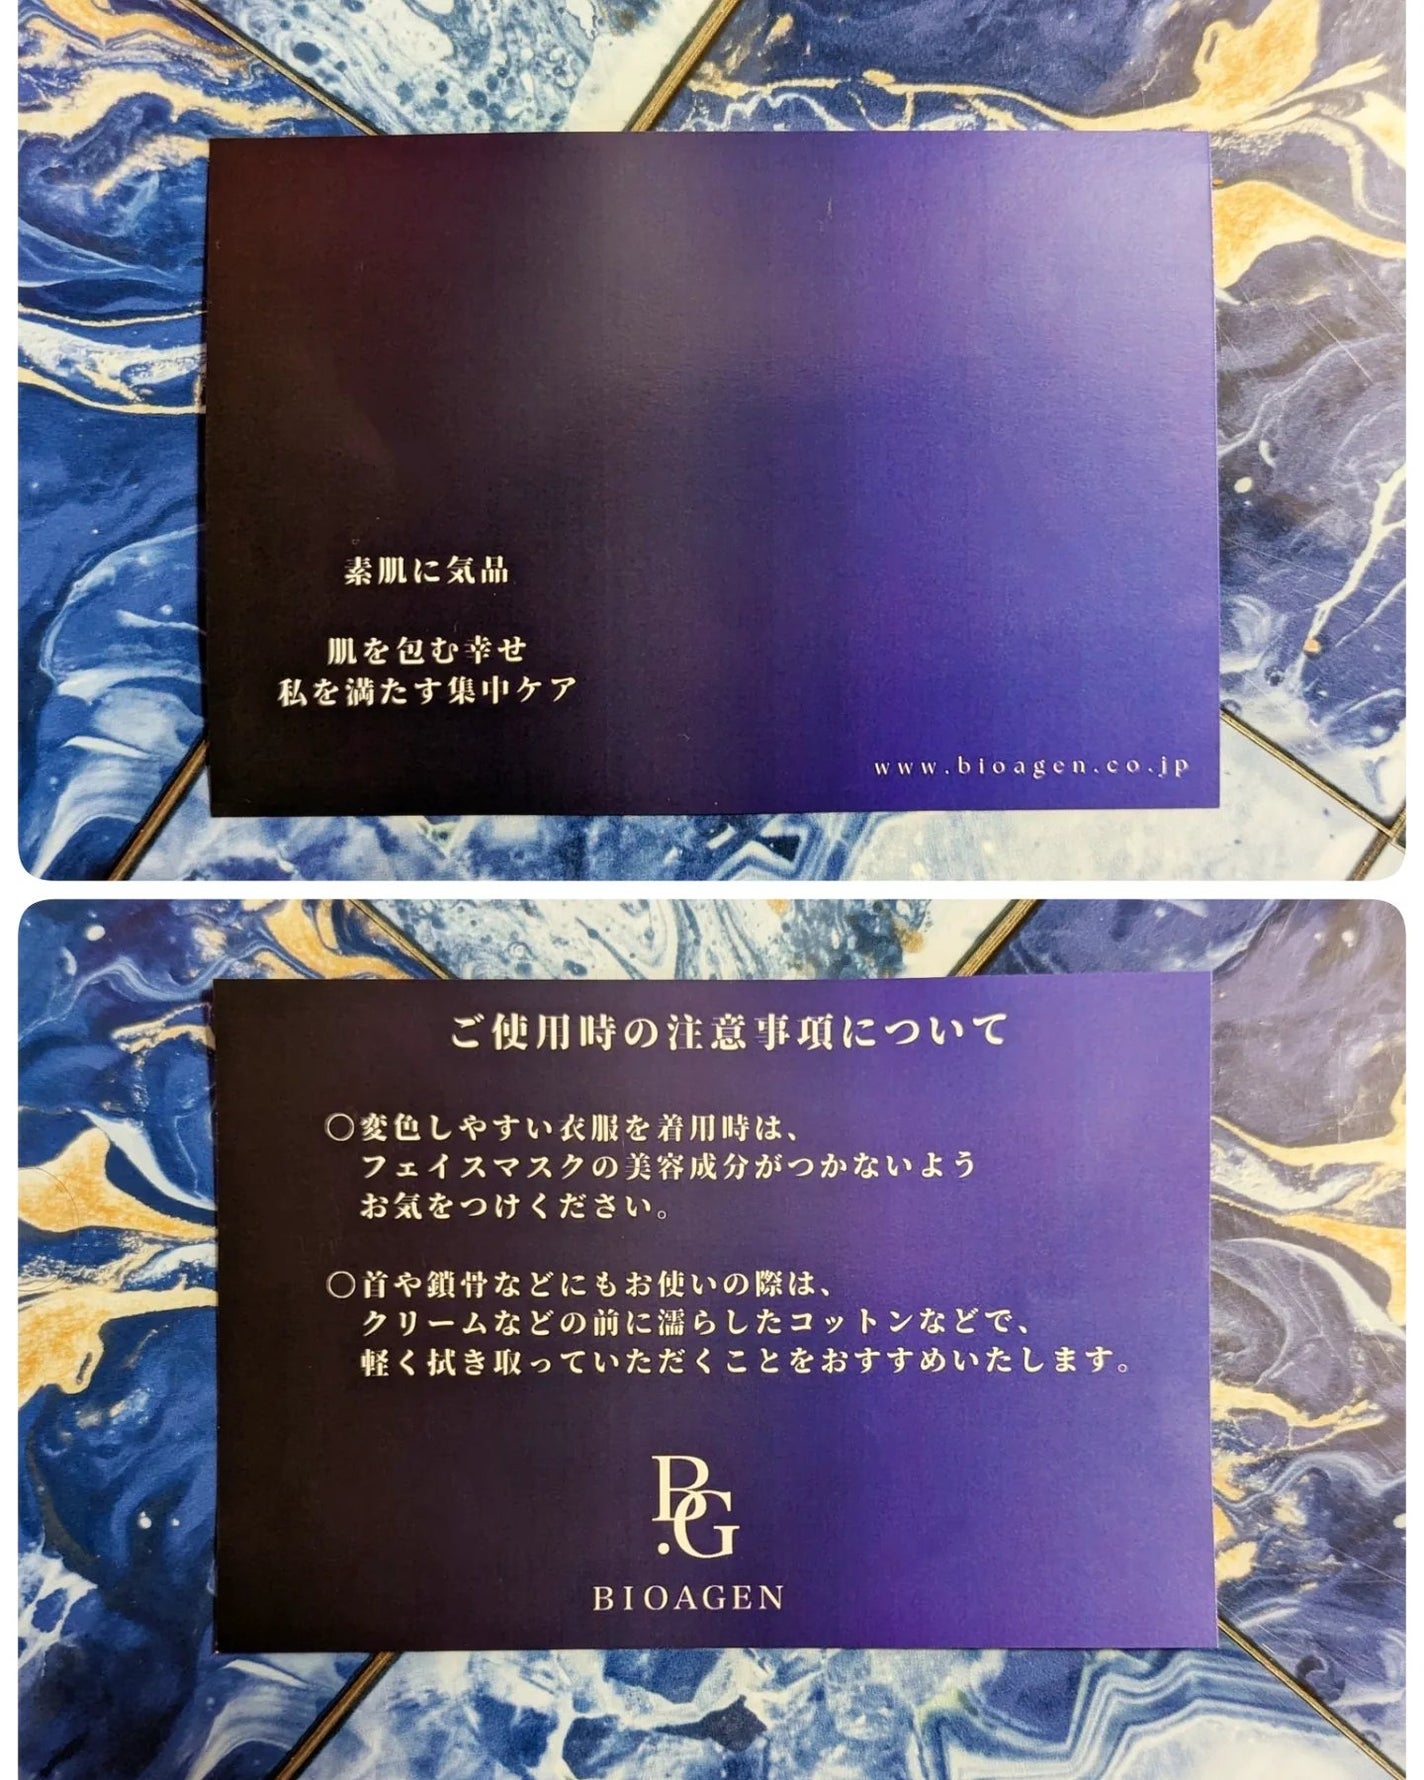 素肌に気品
肌を包む幸せ
私を満たす集中ケア
www.bioagen.co.jp
ご使用時の注意事項について
〇変色しやすい衣服を着用時は、
フェイスマスクの美容成分がつかないよう
お気をつけください。
〇首や鎖骨などにもお使いの際は、
クリームなどの前に濡らしたコットンなどで、
軽く拭き取っていただくことをおすすめいたします。
B.G
BIOAGEN